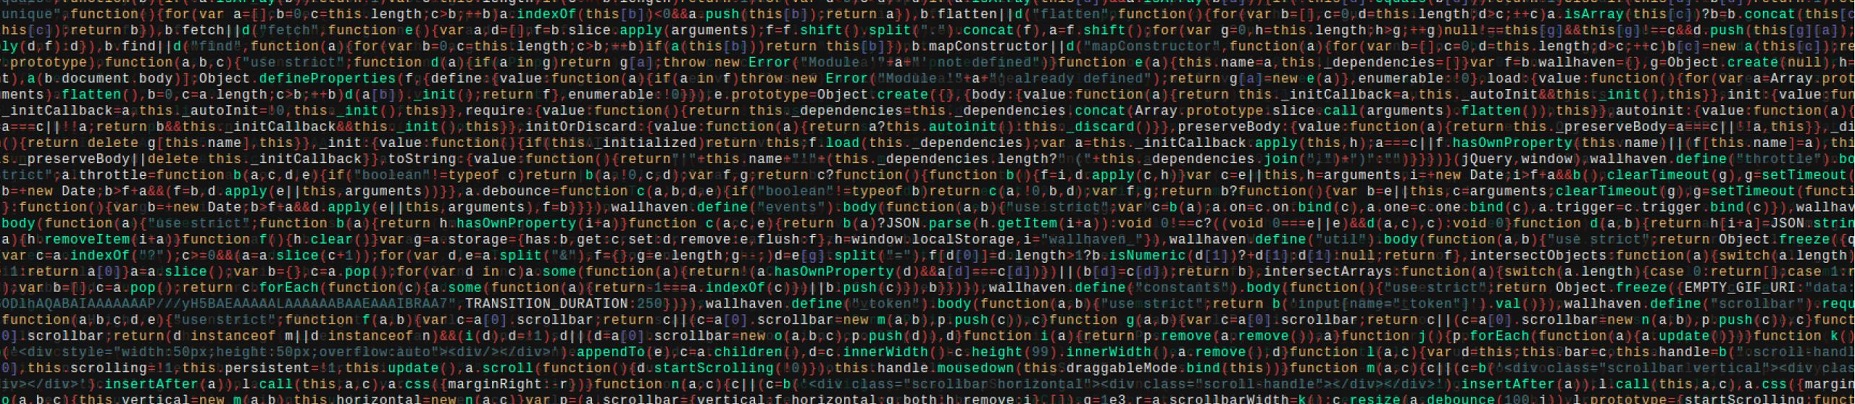 unique",function(){for(var a=[],b=0,c=this.length;c>b;++b)a.indexOf(this[b])<0&&a.push(this[b]);return a}),b.flatten||d("flatten",function(){for(var b=[],c=0,d=this.length;d>c;++c)a.isArray(this[c])?b=b.concat(this[c
this[c]);return b}),b.fetch||d("fetch",function e(){var a,d=[],f=b.slice.apply(arguments);f=f.shift().split(".").concat(f),a=f.shift();for(var g=0,h=this.length;h>g;++g)null!==this[g]&&this[g]!==c&&d.push(this[g][a]
ply(d,f):d}),b.find||d("find",function(a){for(var b=0,c=this.length;c>b;++b)if(a(this[b]))return this[b]}),b.mapConstructor||d("mapConstructor",function(a){for(var b=[],c=0,d=this.length;d>c;++c)b[c]=new a(this[c]);re
.prototype),function(a,b,c){"use strict";function d(a){if(a in g)return g[a];throw new Error("Module '"+a+"' not defined")}function e(a){this.name=a,this._dependencies=[]}var f=b.wallhaven={},g=Object.create(null),h=
nt),a(b.document.body)];Object.defineProperties(f,{define:{value:function(a){if(a in f)throw new Error("Module '"+a+"' already defined");return g[a]=new e(a)},enumerable:!0},load:{value:function(){for(var a=Array.prot
ments).flatten(),b=0,c=a.length;c>b;++b)d(a[b])._init();return f},enumerable:!0}});e.prototype=Object.create({},{body:{value:function(a){return this._initCallback=a,this._autoInit&&this._init(),this}},init:{value:func
_initCallback=a,this._autoInit=!0,this._init(),this}},require:{value:function(){return this._dependencies=this._dependencies.concat(Array.prototype.slice.call(arguments).flatten()),this}},autoinit:{value:function(a){
a===c||!!a;return b&&this._initCallback&&this._init(),this}},initOrDiscard:{value:function(a){return a?this.autoinit():this._discard()}},preserveBody:{value:function(a){return this._preserveBody=a===c||!!a,this}},_di
(){return delete g[this.name],this}},_init:{value:function(){if(this._initialized)return this;f.load(this._dependencies);var a=this._initCallback.apply(this,h);a===c||f.hasOwnProperty(this.name)||(f[this.name]=a),this
s._preserveBody||delete this._initCallback}},toString:{value:function(){return"["+this.name+"]"+(this._dependencies.length?"("+this._dependencies.join(",")+")":"")}}})}(jQuery,window),wallhaven.define("throttle").bo
trict";a.throttle=function b(a,c,d,e){if("boolean"!=typeof c)return b(a,!0,c,d);var f,g;return c?function(){function b(){f=i,d.apply(c,h)}var c=e||this,h=arguments,i=+new Date;i>f+a&&b(),clearTimeout(g),g=setTimeout(
b=+new Date;b>f+a&&(f=b,d.apply(e||this,arguments))}},a.debounce=function c(a,b,d,e){if("boolean"!=typeof b)return c(a,!0,b,d);var f,g;return b?function(){var b=e||this,c=arguments;clearTimeout(g),g=setTimeout(functi
}:function(){var b=+new Date;b>f+a&&d.apply(e||this,arguments),f=b}}}),wallhaven.define("events").body(function(a,b){"use strict";var c=b(a);a.on=c.on.bind(c),a.one=c.one.bind(c),a.trigger=c.trigger.bind(c)}),wallhav
body(function(a){"use strict";function b(a){return h.hasOwnProperty(i+a)}function c(a,c,e){return b(a)?JSON.parse(h.getItem(i+a)):void 0!==c?((void 0===e||e)&&d(a,c),c):void 0}function d(a,b){return h[i+a]=JSON.strin
a){h.removeItem(i+a)}function f(){h.clear()}var g=a.storage={has:b,get:c,set:d,remove:e,flush:f},h=window.localStorage,i="wallhaven_"}),wallhaven.define("util").body(function(a,b){"use strict";return Object.freeze({q
var c=a.indexOf("?");c>=0&&(a=a.slice(c+1));for(var d,e=a.split("&"),f={},g=e.length;g--;)d=e[g].split("="),f[d[0]]=d.length>1?b.isNumeric(d[1])?+d[1]:d[1]:null;return f},intersectObjects:function(a){switch(a.length)
1:return a[0]}a=a.slice();var b={},c=a.pop();for(var d in c)a.some(function(a){return!(a.hasOwnProperty(d)&&a[d]===c[d])})||(b[d]=c[d]);return b},intersectArrays:function(a){switch(a.length){case 0:return[];case 1:r
);var b=[],c=a.pop();return c.forEach(function(c){a.some(function(a){return-1===a.indexOf(c)})||b.push(c)}),b}})}),wallhaven.define("constants").body(function(){"use strict";return Object.freeze({EMPTY_GIF_URI:"data:
ODlhAQABAIAAAAAAAP///yH5BAEAAAAALAAAAAABAAEAAAIBRAA7",TRANSITION_DURATION:250})}),wallhaven.define("_token").body(function(a,b){"use strict";return b('input[name="_token"]').val()}),wallhaven.define("scroll").requ
function(a,b,c,d,e){"use strict";function f(a,b){var c=a[0].scrollbar;return c||(c=a[0].scrollbar=new m(a,b),p.push(c)),c}function g(a,b){var c=a[0].scrollbar;return c||(c=a[0].scrollbar=new n(a,b),p.push(c)),c}funct
0].scrollbar;return(d instanceof m||d instanceof n)&&(i(d),d=!1),d||(d=a[0].scrollbar=new o(a,b,c),p.push(d)),d}function i(a){return p.remove(a.remove()),a}function j(){p.forEach(function(a){a.update()})}function k()
('<div style="width:50px;height:50px;overflow:auto"><div/></div>').appendTo(e),c=a.children(),d=c.innerWidth()-c.height(99).innerWidth(),a.remove(),d}function l(a,c){var d=this;this.bar=c,this.handle=b(".scroll-handl
0],this.scrolling=!1,this.persistent=!1,this.update(),a.scroll(function(){d.startScrolling(!0)}),this.handle.mousedown(this.draggableMode.bind(this))}function m(a,c){c||(c=b('<div class="scrollbar vertical"><div clas
iv></div>').insertAfter(a)),l.call(this,a,c),a.css({marginRight:-r})}function n(a,c){c||(c=b('<div class="scrollbar horizontal"><div class="scroll-handle"></div></div>').insertAfter(a)),l.call(this,a,c),a.css({margin
o(a,b,c){this.vertical=new m(a,b),this.horizontal=new n(a,c)}var p=(a.scrollbar={vertical:f,horizontal:g,both:h,remove:i},[]),q=1e3,r=a.scrollbarWidth=k();c.resize(a.debounce(100,j)),l.prototype={startScrolling:funct